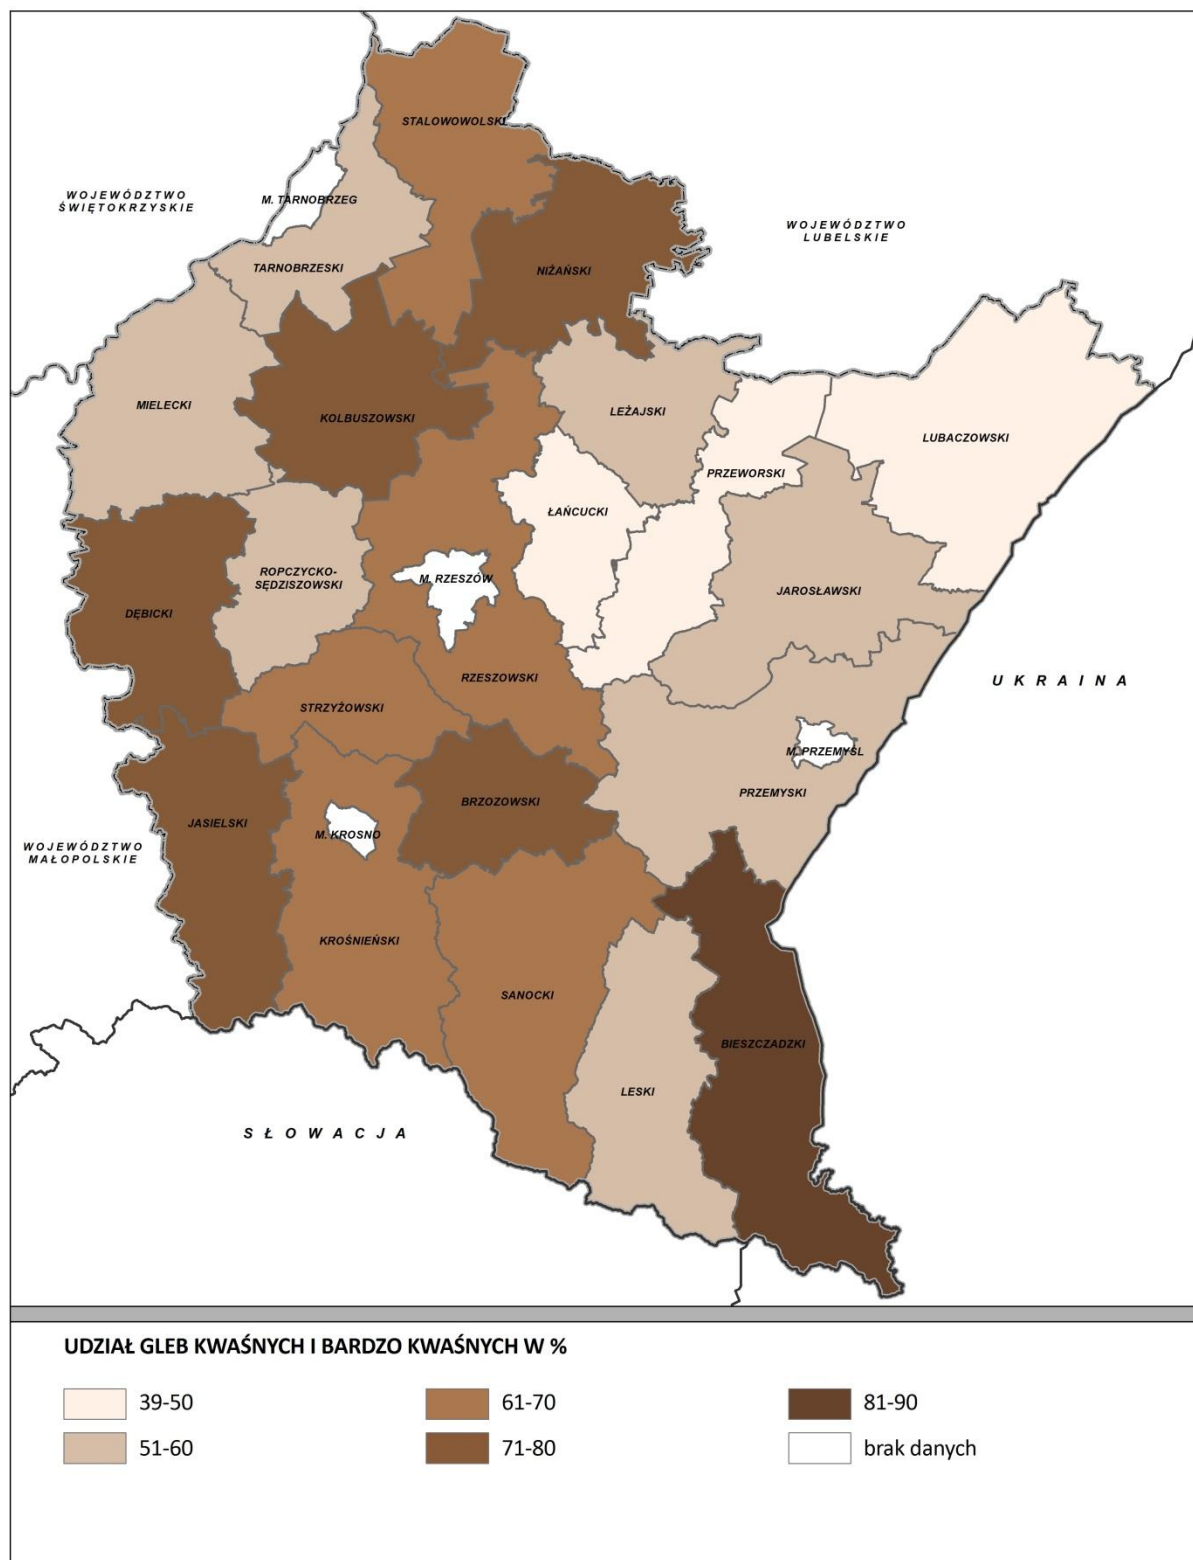 STALOWOWOLSKI
WOJEWÓDZTWO
ŚWIĘTOKRZYSKIE
M. TARNOBRZEG
WOJEWÓDZTWO
LUBELSKIE
TARNOBRZESKI
NIŻAŃSKI
MIELECKI
KOLBUSZOWSKI
LEŻAJSKI
LUBACZOWSKI
PRZEWORSKI
ŁAŃCUCKI
ROPCZYCKO-
SĘDZISZOWSKI
M. RZESZÓW
JAROSŁAWSKI
DĘBICKI
RZESZOWSKI
UKRAINA
STRZYŻOWSKI
M. PRZEMYŚL
PRZEMYSKI
BRZOZOWSKI
JASIELSKI
M. KROSNO
WOJEWÓDZTWO
MAŁOPOLSKIE
KROŚNIEŃSKI
SANOCKI
BIESZCZADZKI
LESKI
SŁOWACJA
UDZIAŁ GLEB KWAŚNYCH I BARDZO KWAŚNYCH W %
39-50
61-70
81-90
51-60
71-80
brak danych